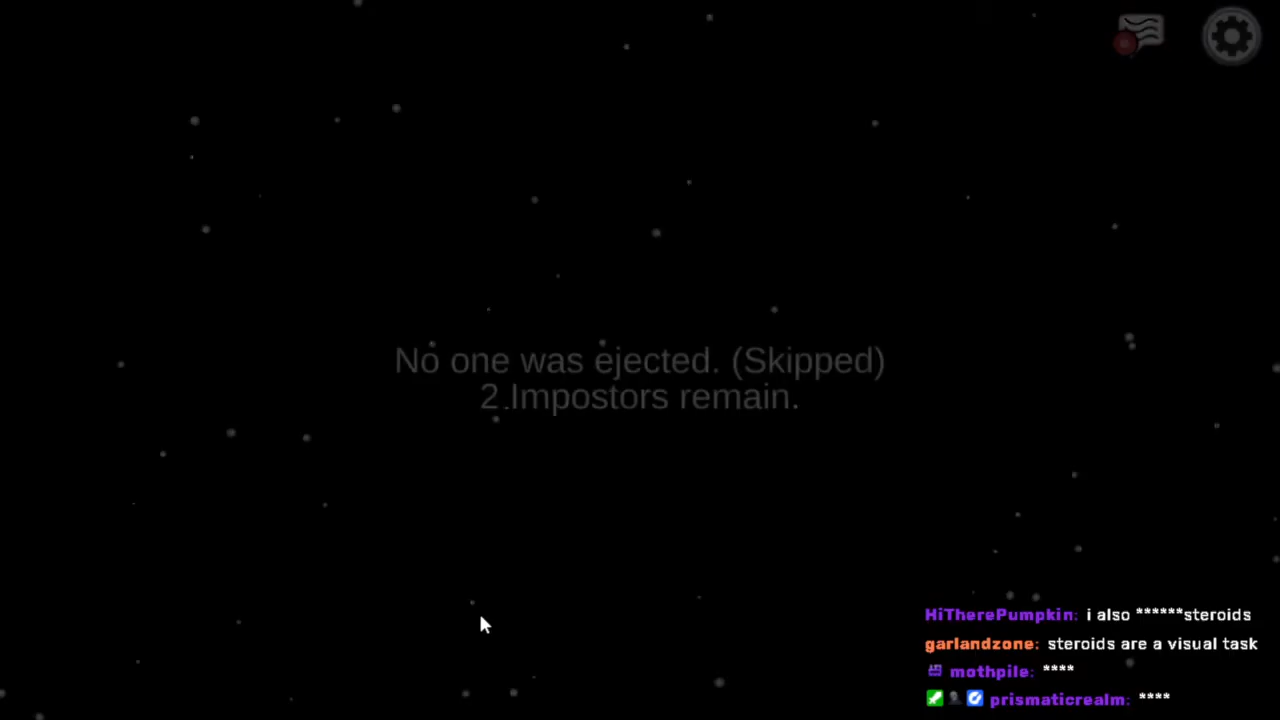 No one was ejected. (Skipped)
2 Impostors remain.
HiTherePumpkin: i also ******steroids
garlandzone: steroids are a visual task
mothpile: ****
prismaticrealm: ****